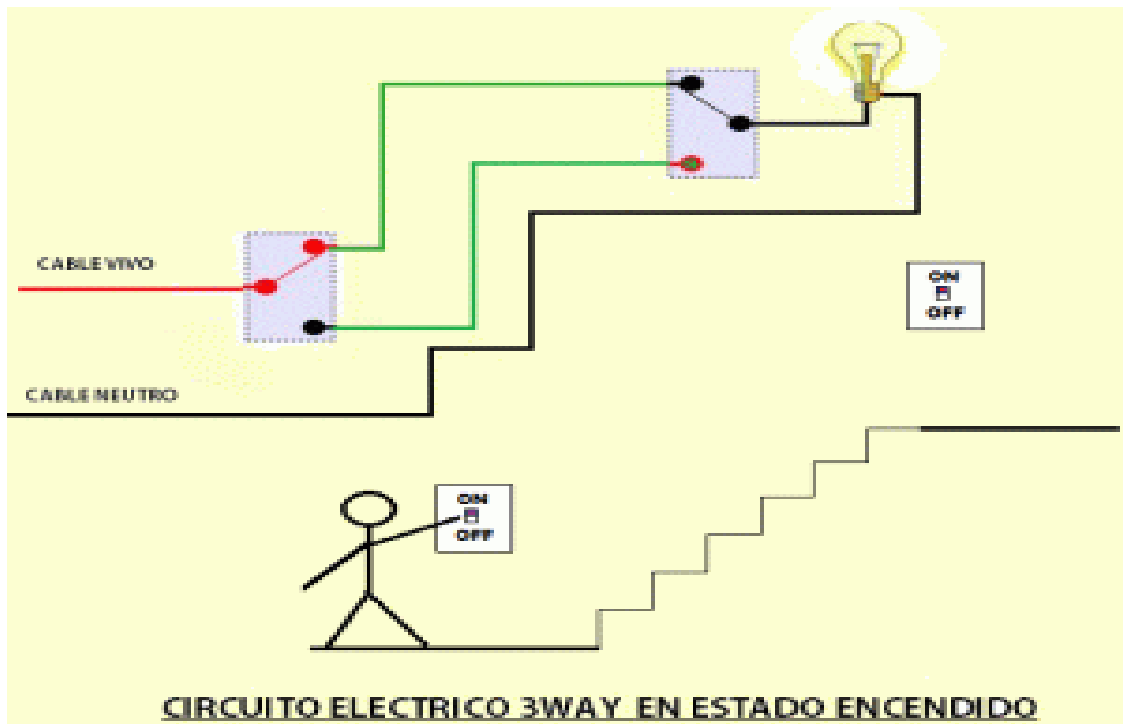 CABLE VIVO
ON
OFF
CABLE NEUTRO
ON
OFF
CIRCUITO ELECTRICO 3WAY EN ESTADO ENCENDIDO